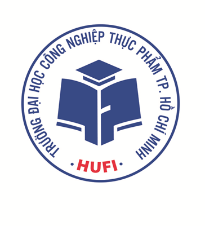 TRƯỜNG ĐẠI HỌC CÔNG NGHIỆP THỰC PHẨM TP. HỒ CHÍ MINH
HUFI